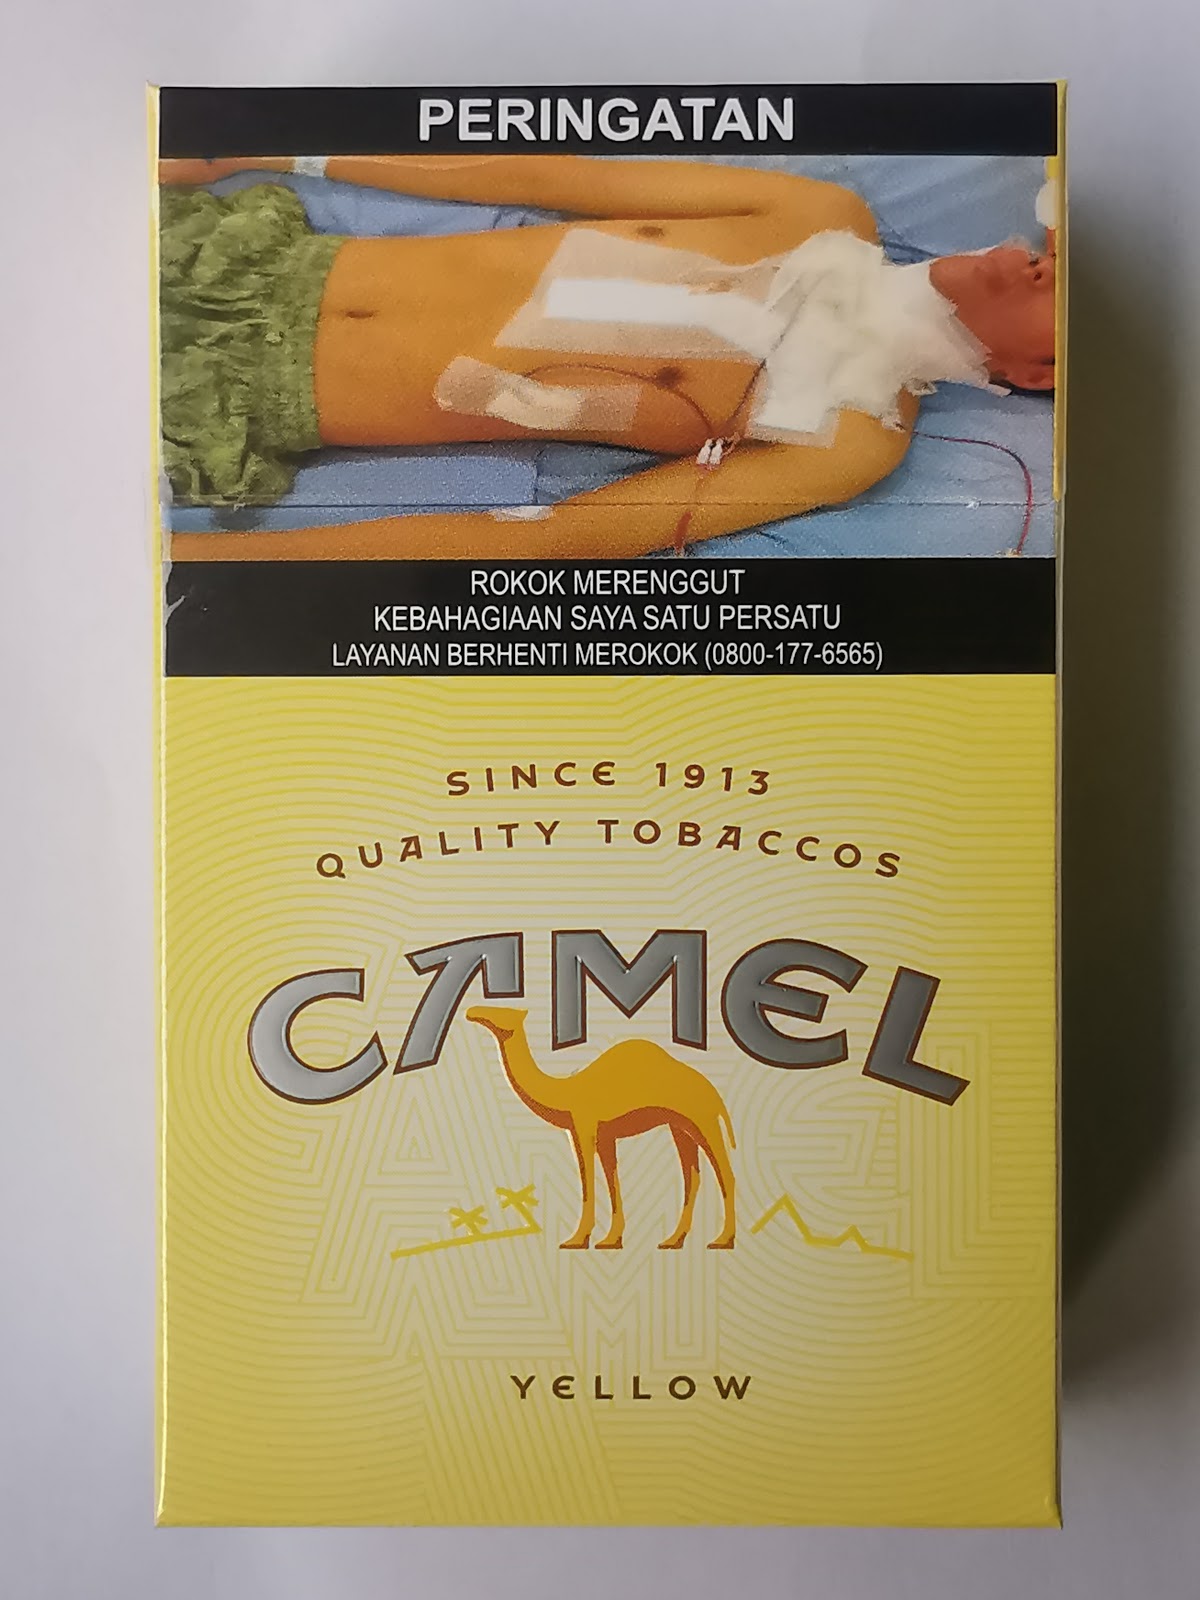 PERINGATAN
ROKOK MERENGGUT
KEBAHAGIAAN SAYA SATU PERSATU
LAYANAN BERHENTI MEROKOK (0800-177-6565)
SINCE 1913
QUALITY TOBACCOS
CAMEL
YELLOW